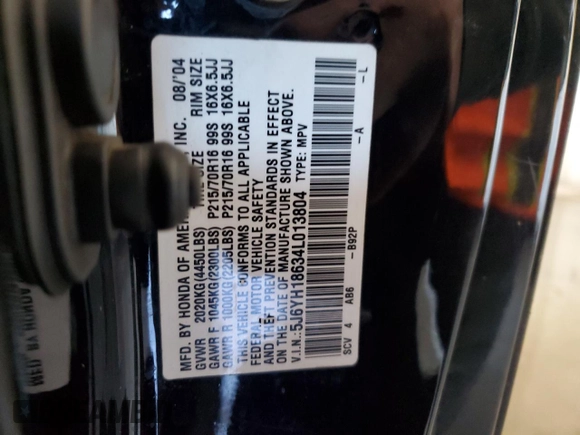 MFD. BY HONDA OF AMER INC. 08/'04
GVWR 2020KG(4450LBS) SIZE RIM SIZE
GAWR F 1045KG(2300LBS) P215/70R16 99S 16X6.5JJ
GAWR R 1000KG(2205LBS) P215/70R16 99S 16X6.5JJ
THIS VEHICLE CONFORMS TO ALL APPLICABLE
FEDERAL MOTOR VEHICLE SAFETY
AND THEFT PREVENTION STANDARDS IN EFFECT
ON THE DATE OF MANUFACTURE SHOWN ABOVE.
V.I.N.:5J6YH18634L013804 TYPE: MPV
SCV 4 AB6 -B92P -A -L